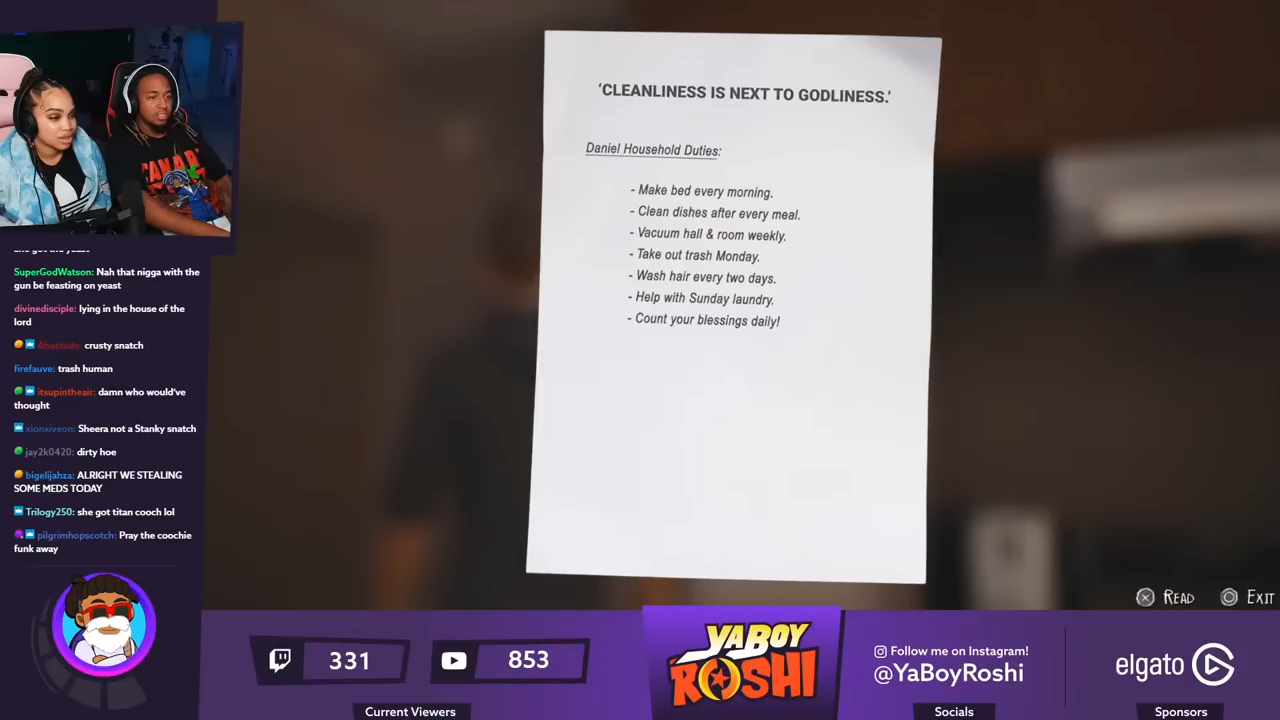 'CLEANLINESS IS NEXT TO GODLINESS.'
Daniel Household Duties:
- Make bed every morning.
- Clean dishes after every meal.
- Vacuum hall & room weekly.
- Take out trash Monday.
- Wash hair every two days.
- Help with Sunday laundry.
- Count your blessings daily!
READ
EXIT
SuperGodWatson: Nah that nigga with the
gun be feasting on yeast
divinedisciple: lying in the house of the
lord
crusty snatch
firefauve: trash human
itsupintheair: damn who would've
thought
xionxiveon: Sheera not a Stanky snatch
jay2k0420: dirty hoe
bigelijahza: ALRIGHT WE STEALING
SOME MEDS TODAY
Trilogy250: she got titan cooch lol
pilgrimhopscotch: Pray the coochie
funk away
331
853
Current Viewers
YABOY
ROSHI
Follow me on Instagram!
@YaBoyRoshi
Socials
elgato
Sponsors